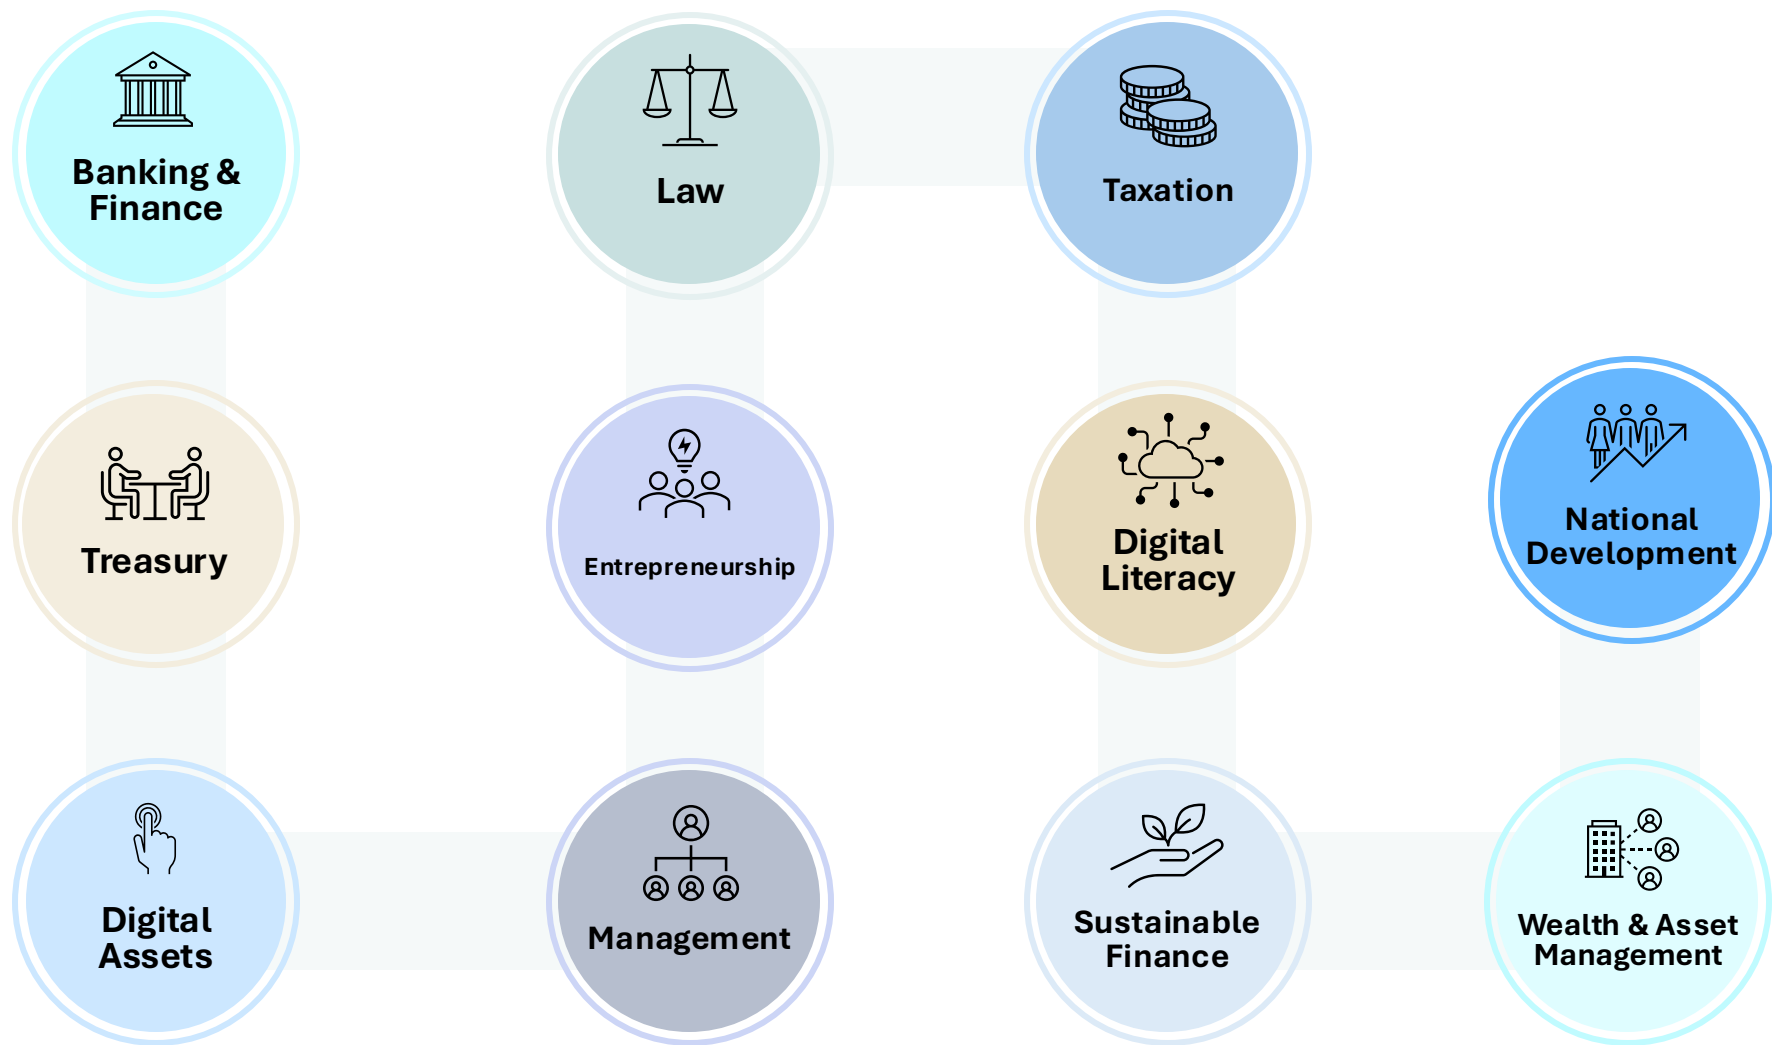 Banking &
Finance
Law
Taxation
Treasury
Entrepreneurship
Digital
Literacy
National
Development
Digital
Assets
Management
Sustainable
Finance
Wealth & Asset
Management